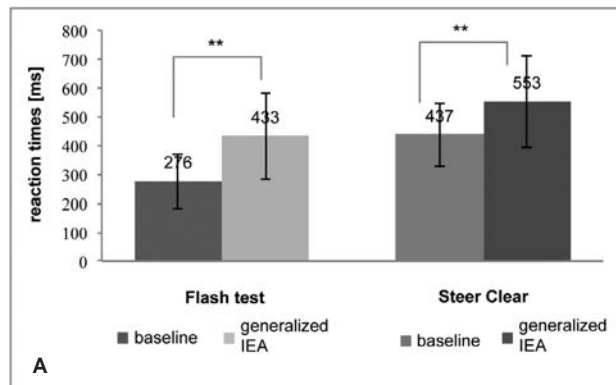 800
700
600
500
400
300
200
100
0
reaction times [ms]
**
**
276
433
437
553
Flash test
Steer Clear
baseline
generalized
IEA
baseline
generalized
IEA
A